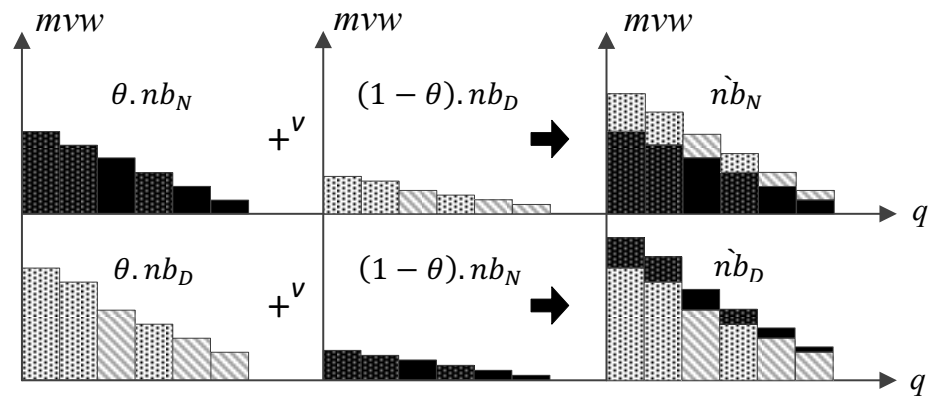 mvw mvw mvw
θ.nb_N +^v (1 − θ).nb_D ǹb_N
q
θ.nb_D +^v (1 − θ).nb_N ǹb_D
q